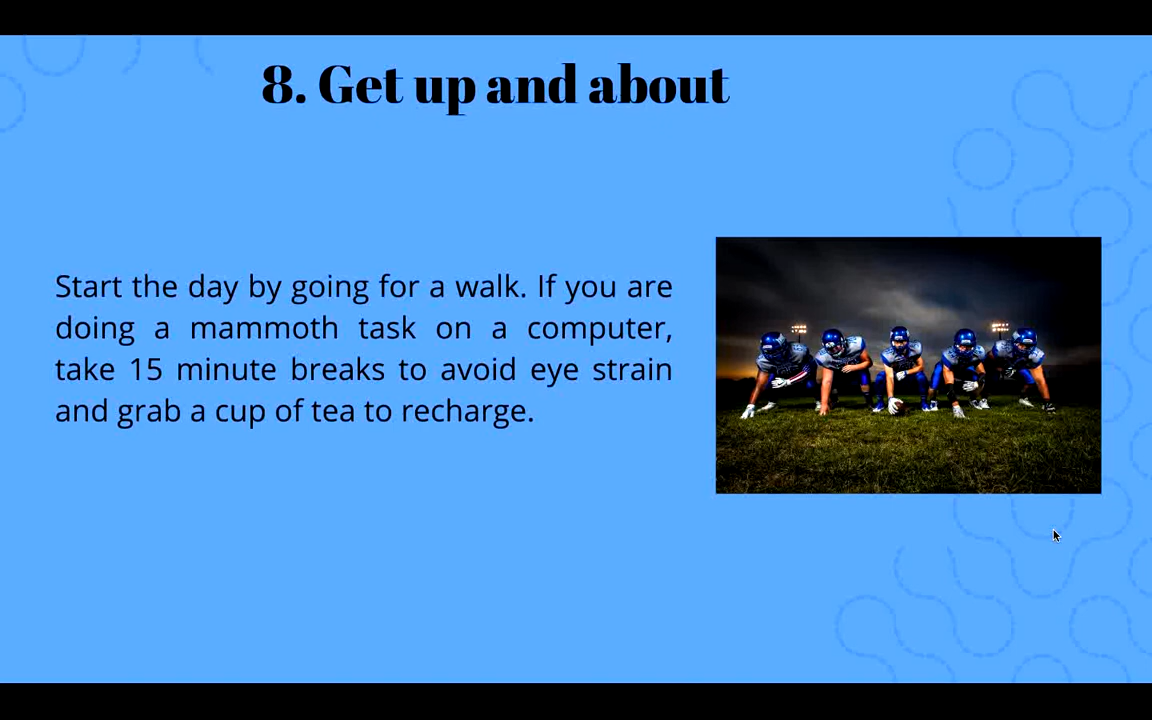 8. Get up and about
Start the day by going for a walk. If you are
doing a mammoth task on a computer,
take 15 minute breaks to avoid eye strain
and grab a cup of tea to recharge.